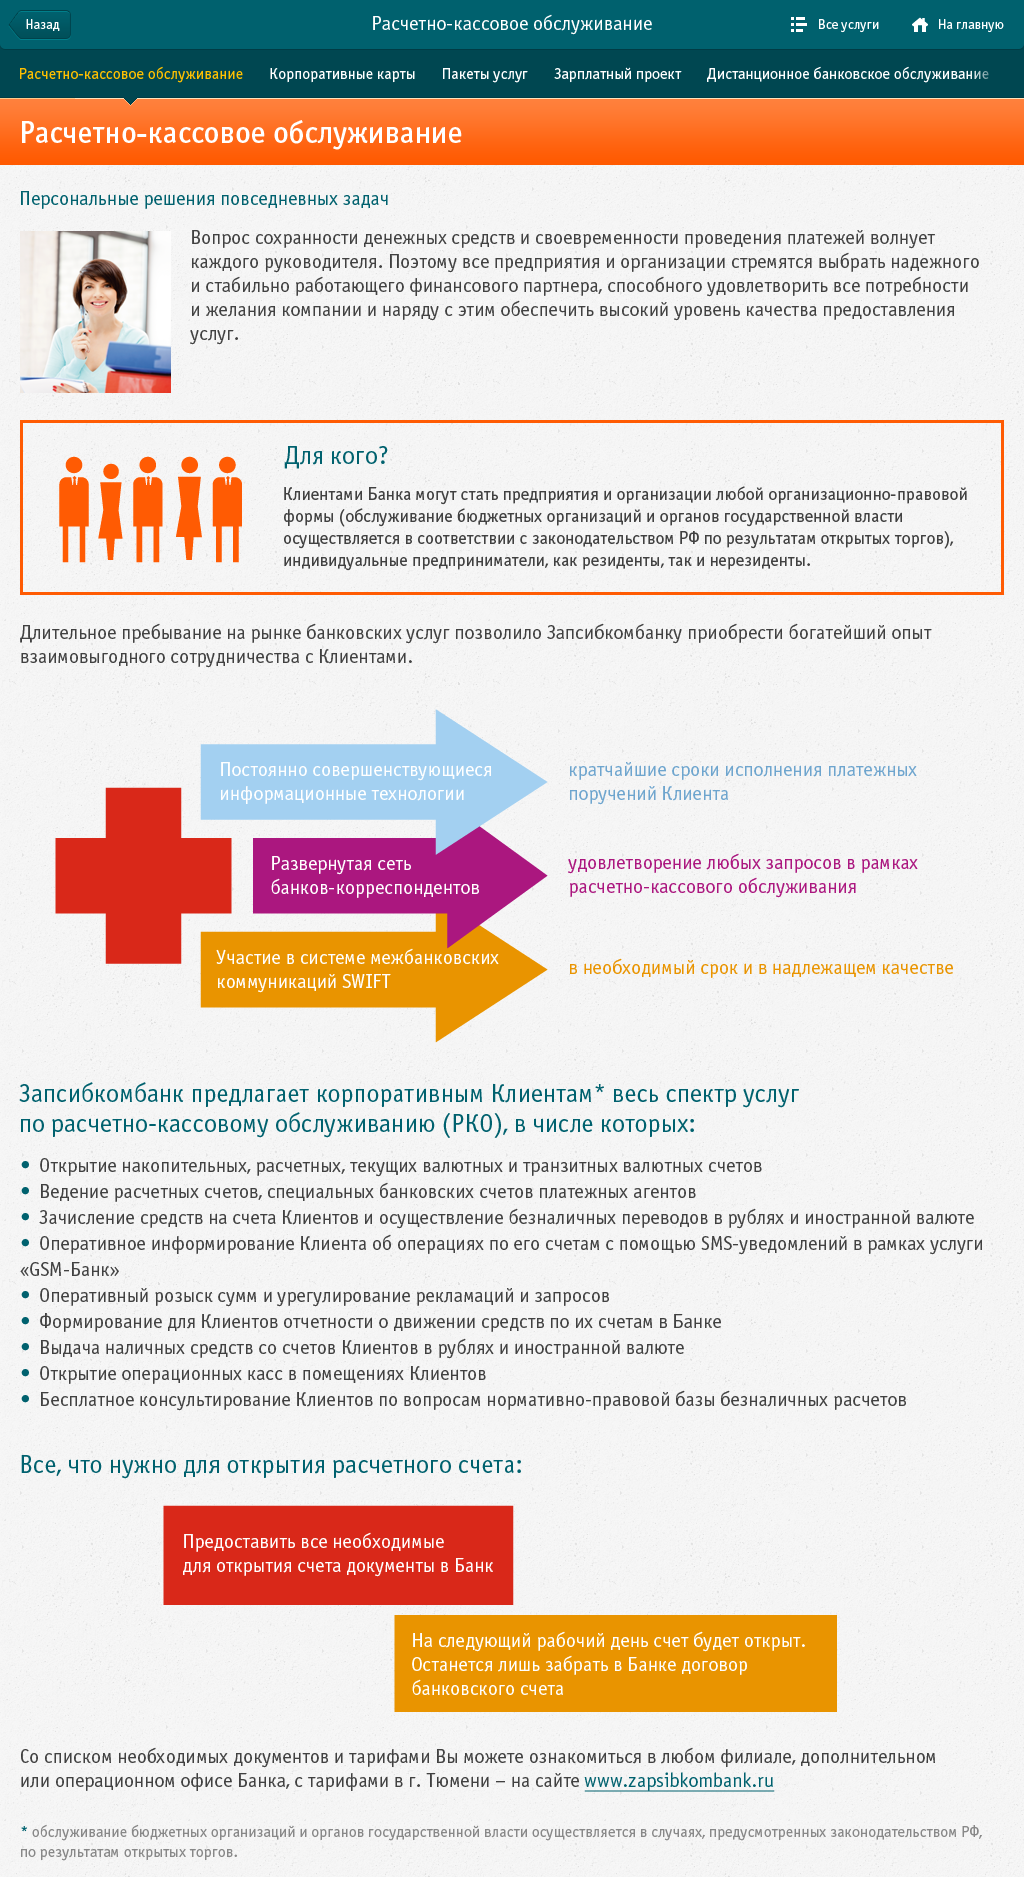 Назад
Расчетно-кассовое обслуживание
Все услуги
На главную
Расчетно-кассовое обслуживание
Корпоративные карты
Пакеты услуг
Зарплатный проект
Дистанционное банковское обслуживание
Расчетно-кассовое обслуживание
Персональные решения повседневных задач
Вопрос сохранности денежных средств и своевременности проведения платежей волнует
каждого руководителя. Поэтому все предприятия и организации стремятся выбрать надежного
и стабильно работающего финансового партнера, способного удовлетворить все потребности
и желания компании и наряду с этим обеспечить высокий уровень качества предоставления
услуг.
Для кого?
Клиентами Банка могут стать предприятия и организации любой организационно-правовой
формы (обслуживание бюджетных организаций и органов государственной власти
осуществляется в соответствии с законодательством РФ по результатам открытых торгов),
индивидуальные предприниматели, как резиденты, так и нерезиденты.
Длительное пребывание на рынке банковских услуг позволило Запсибкомбанку приобрести богатейший опыт
взаимовыгодного сотрудничества с Клиентами.
Постоянно совершенствующиеся
информационные технологии
кратчайшие сроки исполнения платежных
поручений Клиента
Развернутая сеть
банков-корреспондентов
удовлетворение любых запросов в рамках
расчетно-кассового обслуживания
Участие в системе межбанковских
коммуникаций SWIFT
в необходимый срок и в надлежащем качестве
Запсибкомбанк предлагает корпоративным Клиентам* весь спектр услуг
по расчетно-кассовому обслуживанию (РКО), в числе которых:
• Открытие накопительных, расчетных, текущих валютных и транзитных валютных счетов
• Ведение расчетных счетов, специальных банковских счетов платежных агентов
• Зачисление средств на счета Клиентов и осуществление безналичных переводов в рублях и иностранной валюте
• Оперативное информирование Клиента об операциях по его счетам с помощью SMS-уведомлений в рамках услуги
«GSM-Банк»
• Оперативный розыск сумм и урегулирование рекламаций и запросов
• Формирование для Клиентов отчетности о движении средств по их счетам в Банке
• Выдача наличных средств со счетов Клиентов в рублях и иностранной валюте
• Открытие операционных касс в помещениях Клиентов
• Бесплатное консультирование Клиентов по вопросам нормативно-правовой базы безналичных расчетов
Все, что нужно для открытия расчетного счета:
Предоставить все необходимые
для открытия счета документы в Банк
На следующий рабочий день счет будет открыт.
Останется лишь забрать в Банке договор
банковского счета
Со списком необходимых документов и тарифами Вы можете ознакомиться в любом филиале, дополнительном
или операционном офисе Банка, с тарифами в г. Тюмени – на сайте www.zapsibkombank.ru
* обслуживание бюджетных организаций и органов государственной власти осуществляется в случаях, предусмотренных законодательством РФ,
по результатам открытых торгов.